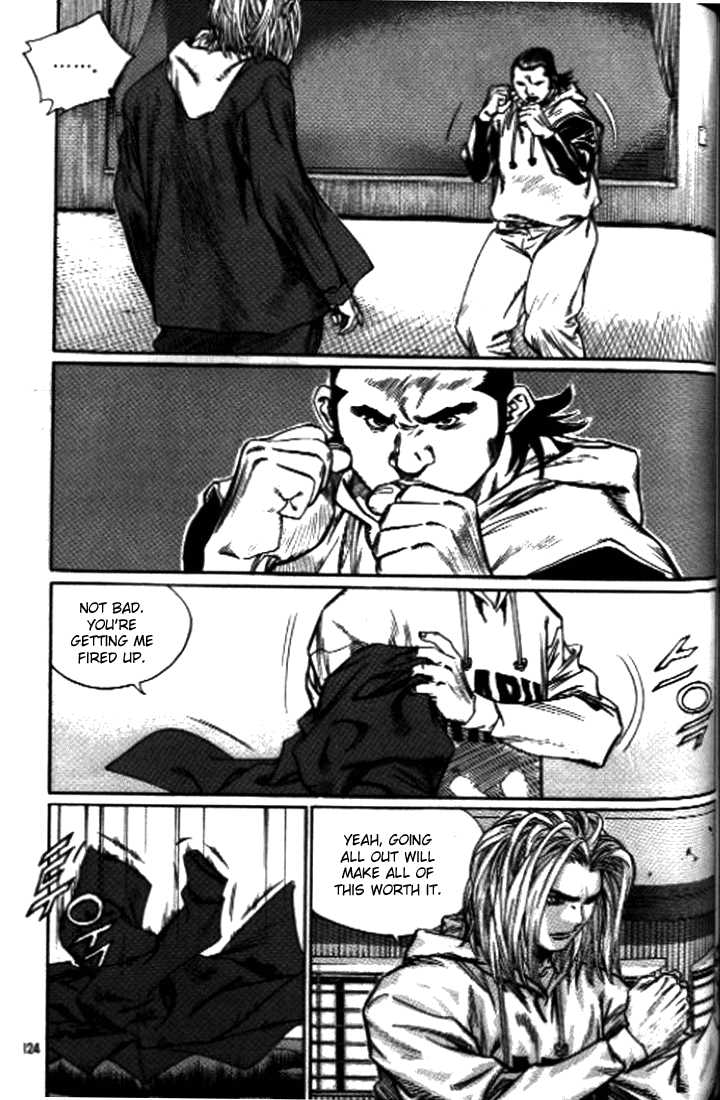 .......
NOT BAD.
YOU'RE
GETTING ME
FIRED UP.
YEAH, GOING
ALL OUT WILL
MAKE ALL OF
THIS WORTH IT.
124